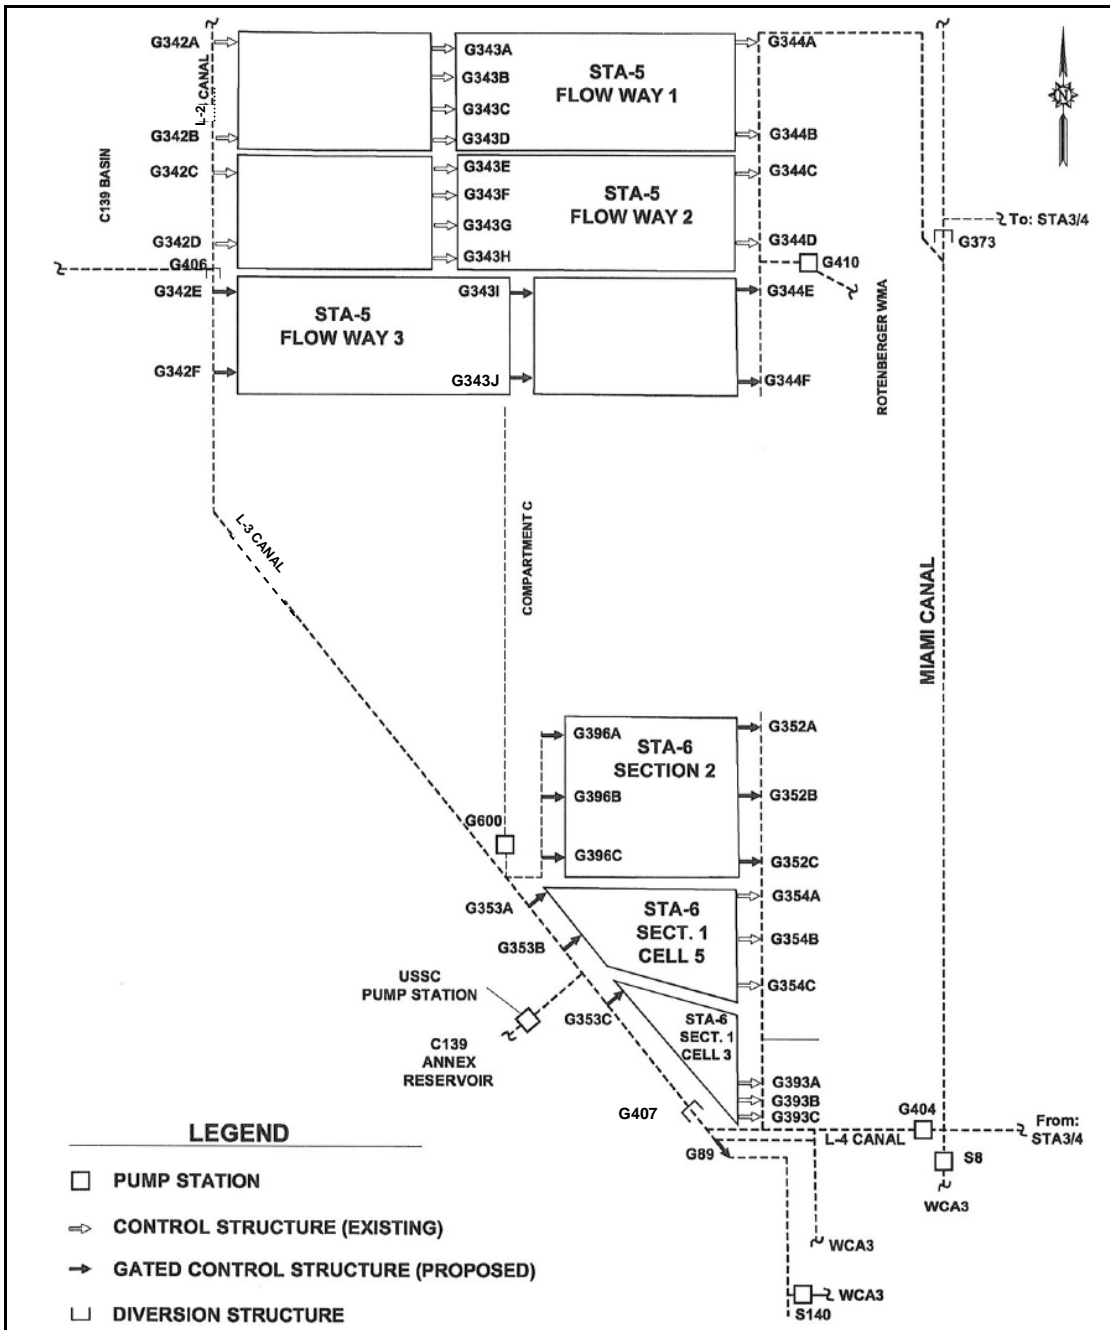 G342A
G343A
G344A
STA-5
FLOW WAY 1
G343B
L-2 CANAL
G343C
G342B
G343D
G344B
N
C139 BASIN
G342C
G343E
G344C
STA-5
FLOW WAY 2
G343F
G343G
To: STA3/4
G373
G342D
G343H
G344D
G406
G410
G342E
G343I
G344E
STA-5
FLOW WAY 3
ROTENBERGER WMA
G342F
G343J
G344F
L-3 CANAL
COMPARTMENT C
MIAMI CANAL
G396A
G352A
STA-6
SECTION 2
G396B
G352B
G600
G396C
G352C
G353A
STA-6
SECT. 1
CELL 5
G354A
G353B
G354B
USSC
PUMP STATION
G354C
G353C
STA-6
SECT. 1
CELL 3
C139
ANNEX
RESERVOIR
G393A
G393B
G393C
G407
G404
From:
STA3/4
L-4 CANAL
G89
S8
WCA3
WCA3
WCA3
S140
LEGEND
PUMP STATION
CONTROL STRUCTURE (EXISTING)
GATED CONTROL STRUCTURE (PROPOSED)
DIVERSION STRUCTURE